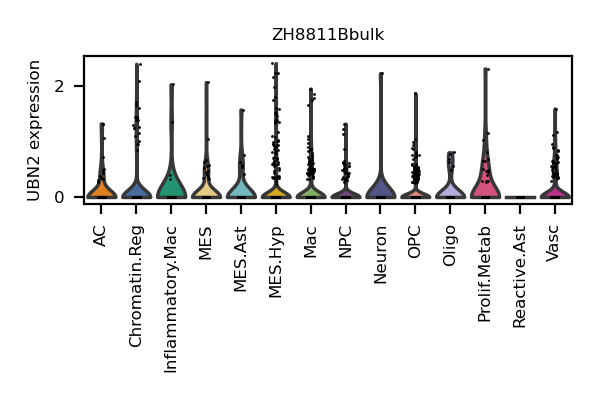 ZH8811Bbulk
UBN2 expression
2
0
AC
Chromatin.Reg
Inflammatory.Mac
MES
MES.Ast
MES.Hyp
Mac
NPC
Neuron
OPC
Oligo
Prolif.Metab
Reactive.Ast
Vasc